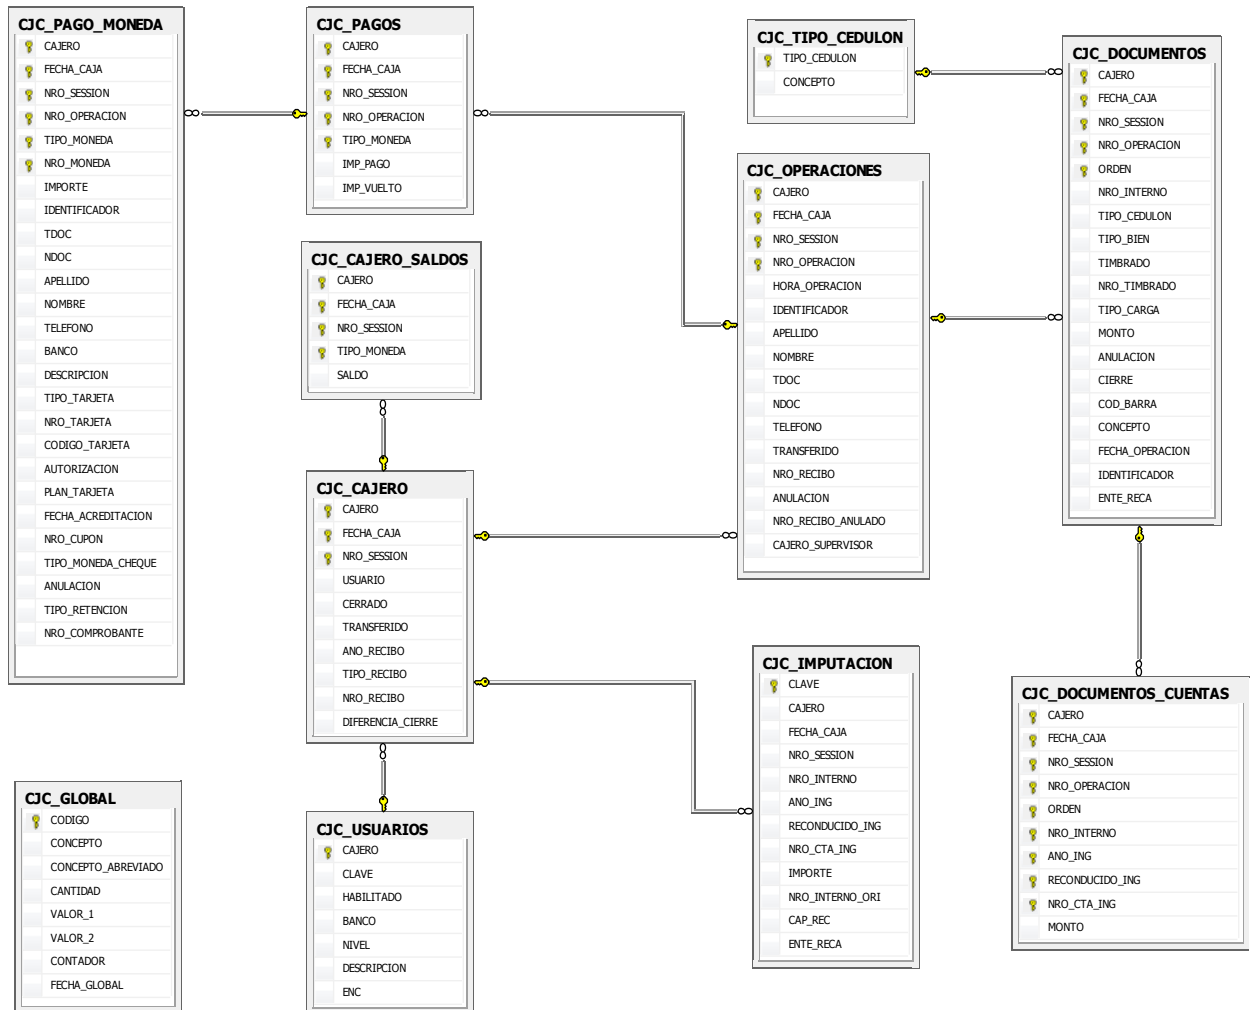 CJC_PAGO_MONEDA
CAJERO
FECHA_CAJA
NRO_SESSION
NRO_OPERACION
TIPO_MONEDA
NRO_MONEDA
IMPORTE
IDENTIFICADOR
TDOC
NDOC
APELLIDO
NOMBRE
TELEFONO
BANCO
DESCRIPCION
TIPO_TARJETA
NRO_TARJETA
CODIGO_TARJETA
AUTORIZACION
PLAN_TARJETA
FECHA_ACREDITACION
NRO_CUPON
TIPO_MONEDA_CHEQUE
ANULACION
TIPO_RETENCION
NRO_COMPROBANTE
CJC_PAGOS
CAJERO
FECHA_CAJA
NRO_SESSION
NRO_OPERACION
TIPO_MONEDA
IMP_PAGO
IMP_VUELTO
CJC_TIPO_CEDULON
TIPO_CEDULON
CONCEPTO
CJC_DOCUMENTOS
CAJERO
FECHA_CAJA
NRO_SESSION
NRO_OPERACION
ORDEN
NRO_INTERNO
TIPO_CEDULON
TIPO_BIEN
TIMBRADO
NRO_TIMBRADO
TIPO_CARGA
MONTO
ANULACION
CIERRE
COD_BARRA
CONCEPTO
FECHA_OPERACION
IDENTIFICADOR
ENTE_RECA
CJC_OPERACIONES
CAJERO
FECHA_CAJA
NRO_SESSION
NRO_OPERACION
HORA_OPERACION
IDENTIFICADOR
APELLIDO
NOMBRE
TDOC
NDOC
TELEFONO
TRANSFERIDO
NRO_RECIBO
ANULACION
NRO_RECIBO_ANULADO
CAJERO_SUPERVISOR
CJC_CAJERO_SALDOS
CAJERO
FECHA_CAJA
NRO_SESSION
TIPO_MONEDA
SALDO
CJC_CAJERO
CAJERO
FECHA_CAJA
NRO_SESSION
USUARIO
CERRADO
TRANSFERIDO
ANO_RECIBO
TIPO_RECIBO
NRO_RECIBO
DIFERENCIA_CIERRE
CJC_IMPUTACION
CLAVE
CAJERO
FECHA_CAJA
NRO_SESSION
NRO_INTERNO
ANO_ING
RECONDUCIDO_ING
NRO_CTA_ING
IMPORTE
NRO_INTERNO_ORI
CAP_REC
ENTE_RECA
CJC_DOCUMENTOS_CUENTAS
CAJERO
FECHA_CAJA
NRO_SESSION
NRO_OPERACION
ORDEN
NRO_INTERNO
ANO_ING
RECONDUCIDO_ING
NRO_CTA_ING
MONTO
CJC_GLOBAL
CODIGO
CONCEPTO
CONCEPTO_ABREVIADO
CANTIDAD
VALOR_1
VALOR_2
CONTADOR
FECHA_GLOBAL
CJC_USUARIOS
CAJERO
CLAVE
HABILITADO
BANCO
NIVEL
DESCRIPCION
ENC